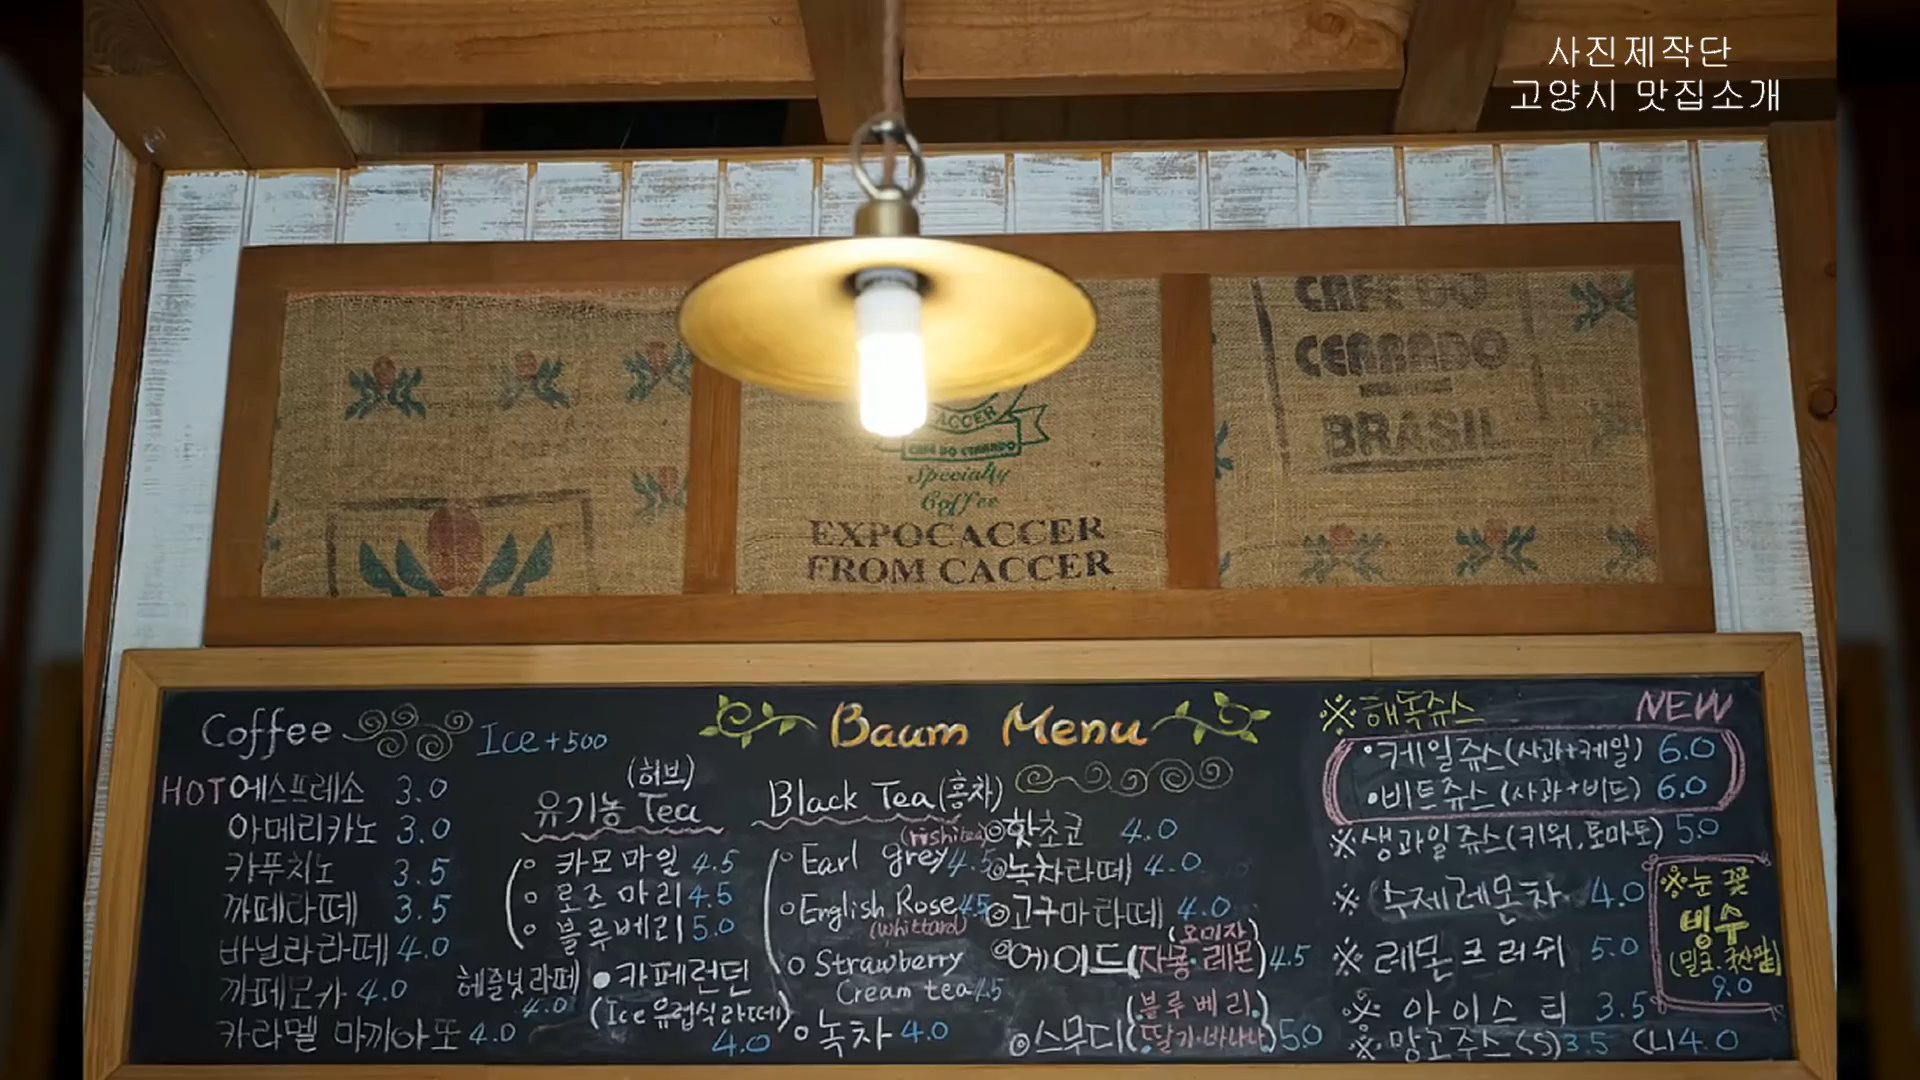 사진제작단
고양시 맛집소개
CAFE DO
CERRADO
BRASIL
CACCER
CAFE DO CERRADO
Specialty
Coffee
EXPOCACCER
FROM CACCER
Baum Menu
Coffee
Ice +500
HOT 에스프레소 3.0
아메리카노 3.0
카푸치노 3.5
까페라떼 3.5
바닐라라떼 4.0
까페모카 4.0
카라멜 마끼아또 4.0
헤즐넛라떼
4.0
(허브)
유기농 Tea
카모마일 4.5
로즈마리 4.5
블루베리 5.0
카페런던
(Ice 유럽식라떼)
4.0
Black Tea (홍차)
(rishi tea)
Earl grey 4.5
English Rose 4.5
(whittard)
Strawberry
Cream tea 4.5
녹차 4.0
핫초코 4.0
녹차라떼 4.0
고구마라떼 4.0
(오미자)
에이드(자몽·레몬) 4.5
(블루베리.
스무디(딸기·바나나) 5.0
※해독쥬스 NEW
·케일쥬스(사과+케일) 6.0
·비트쥬스(사과+비트) 6.0
※생과일쥬스(키위,토마토) 5.0
※ 수제레몬차 4.0
※ 레몬크러쉬 5.0
※ 아이스티 3.5
※ 망고쥬스 (S)3.5 (L)4.0
※눈꽃
빙수
(밀크.국산팥)
9.0